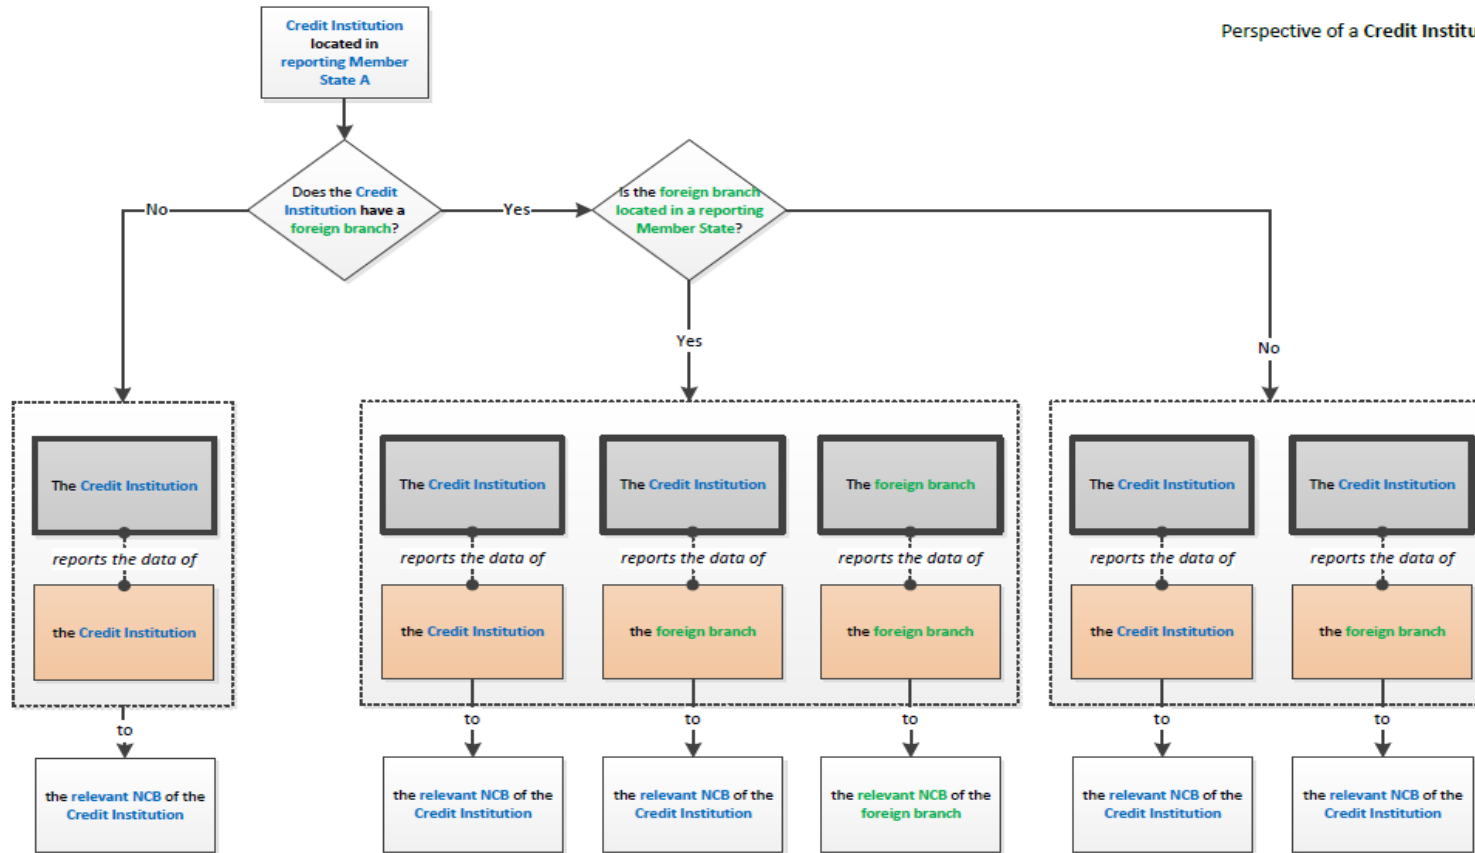 Credit Institution
located in
reporting Member
State A
Perspective of a Credit Institu
Does the Credit
Institution have a
foreign branch?
Is the foreign branch
located in a reporting
Member State?
No
Yes
Yes
No
The Credit Institution
The Credit Institution
The Credit Institution
The foreign branch
The Credit Institution
The Credit Institution
reports the data of
reports the data of
reports the data of
reports the data of
reports the data of
reports the data of
the Credit Institution
the Credit Institution
the foreign branch
the foreign branch
the Credit Institution
the foreign branch
to
to
to
to
to
to
the relevant NCB of the
Credit Institution
the relevant NCB of the
Credit Institution
the relevant NCB of the
Credit Institution
the relevant NCB of the
foreign branch
the relevant NCB of the
Credit Institution
the relevant NCB of the
Credit Institution